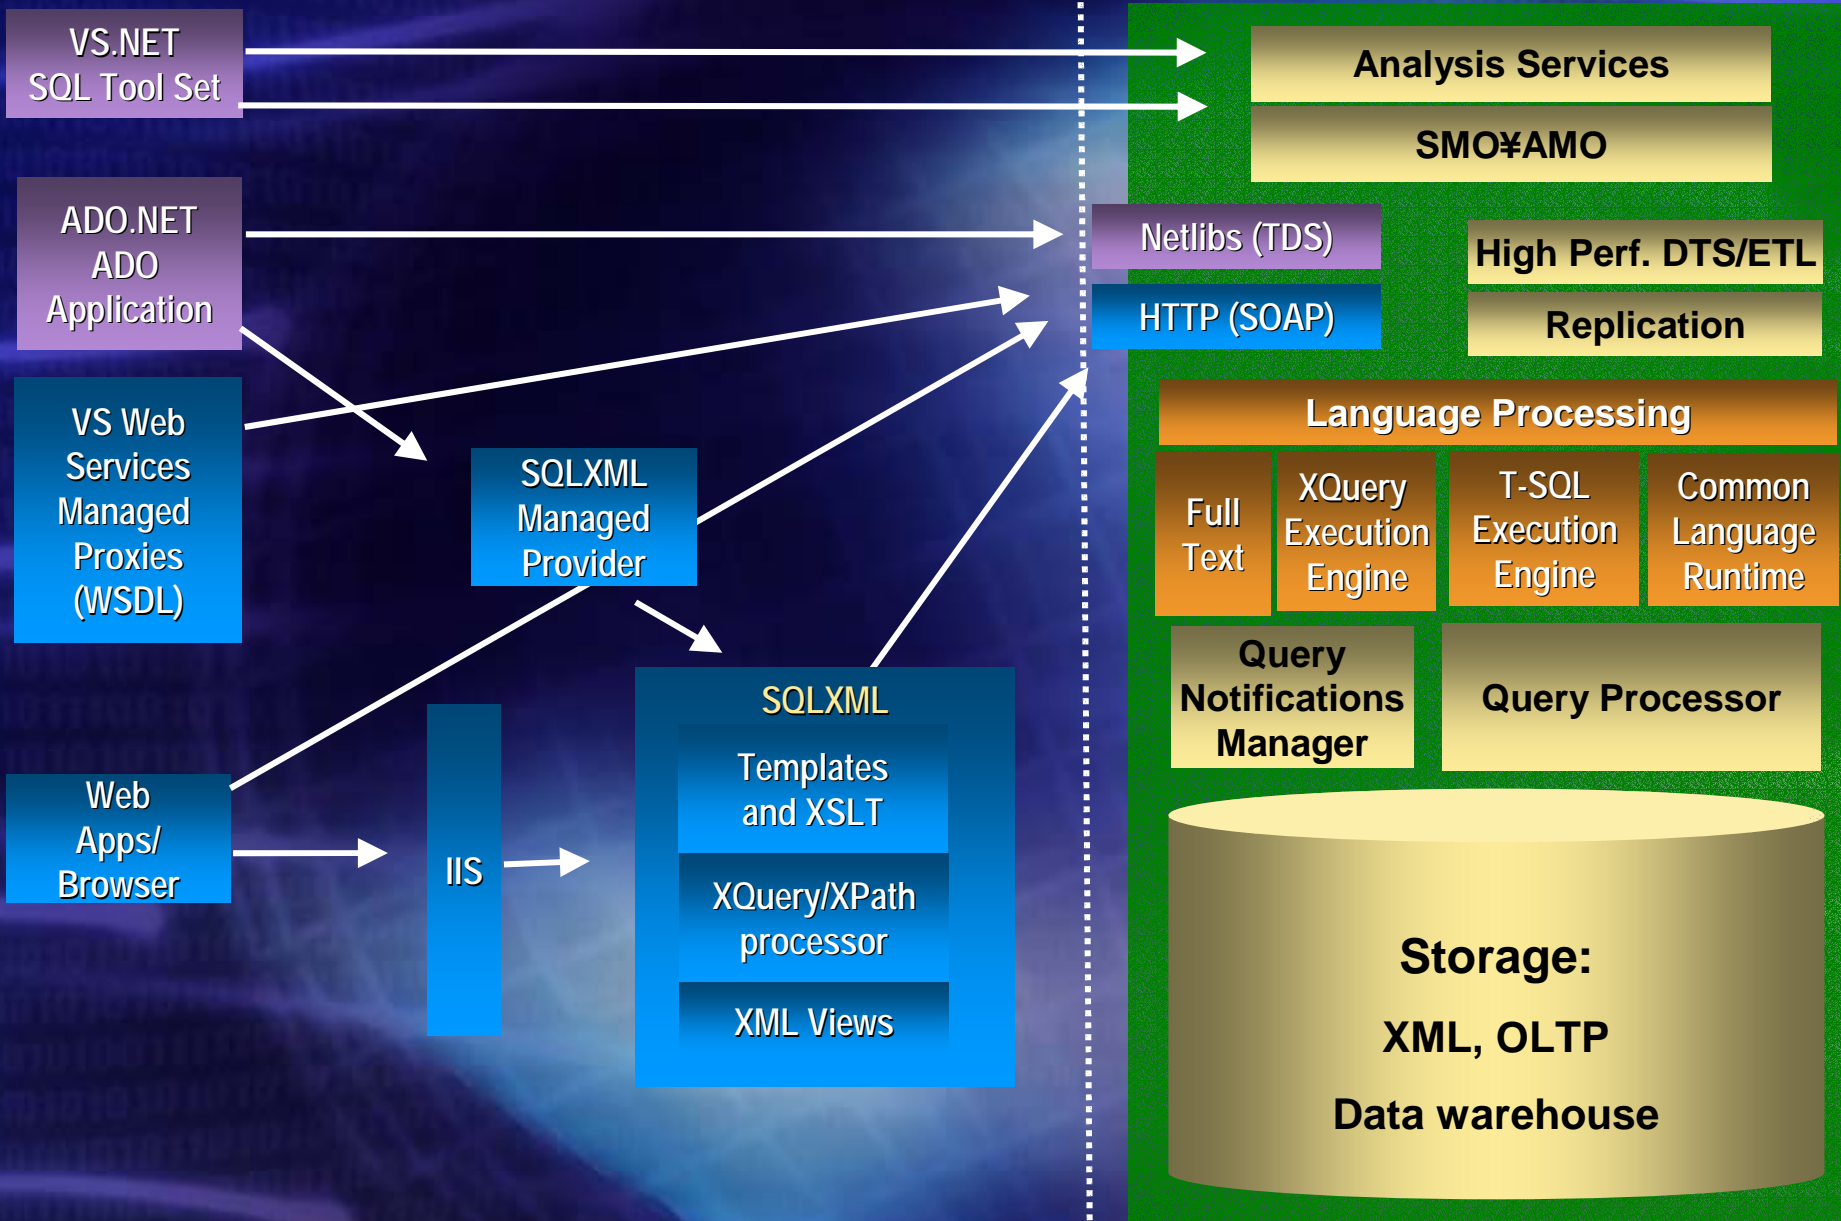 VS.NET
SQL Tool Set
ADO.NET
ADO
Application
VS Web
Services
Managed
Proxies
(WSDL)
Web
Apps/
Browser
SQLXML
Managed
Provider
IIS
SQLXML
Templates
and XSLT
XQuery/XPath
processor
XML Views
Analysis Services
SMO¥AMO
Netlibs (TDS)
HTTP (SOAP)
High Perf. DTS/ETL
Replication
Language Processing
Full
Text
XQuery
Execution
Engine
T-SQL
Execution
Engine
Common
Language
Runtime
Query
Notifications
Manager
Query Processor
Storage:
XML, OLTP
Data warehouse